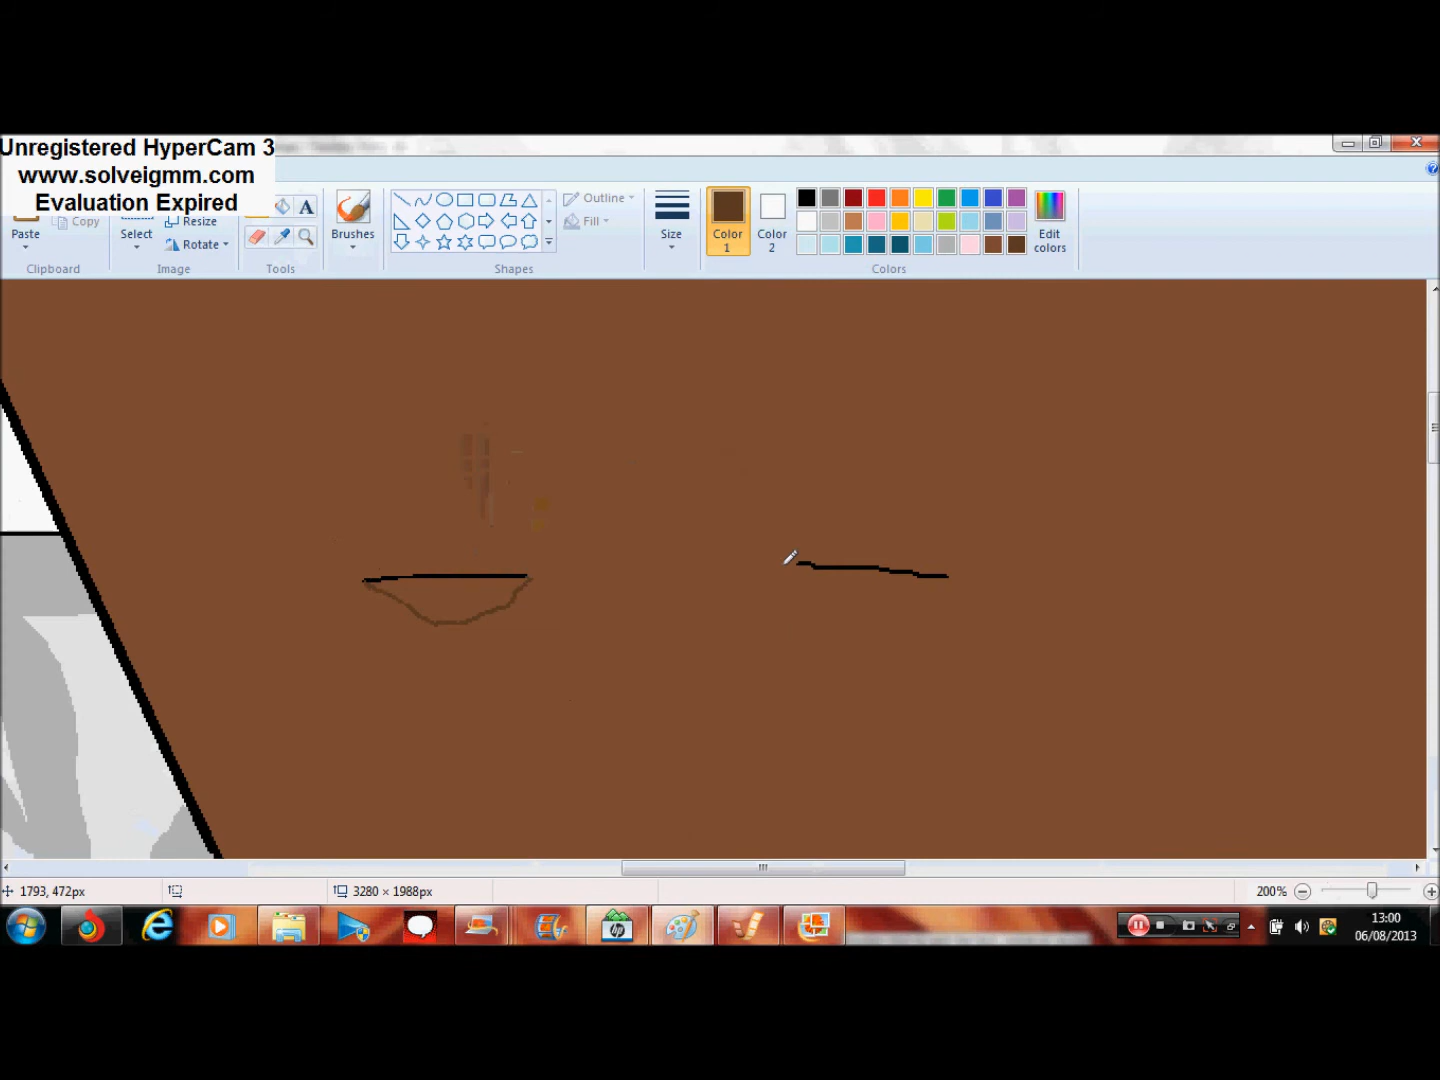 Unregistered HyperCam 3
www.solveigmm.com
Evaluation Expired
Paste
Copy
Clipboard
Select
Resize
Rotate
Image
A
Tools
Brushes
Outline
Fill
Shapes
Size
Color
1
Color
2
Edit
colors
Colors
1793, 472px
3280 × 1988px
200%
13:00
06/08/2013